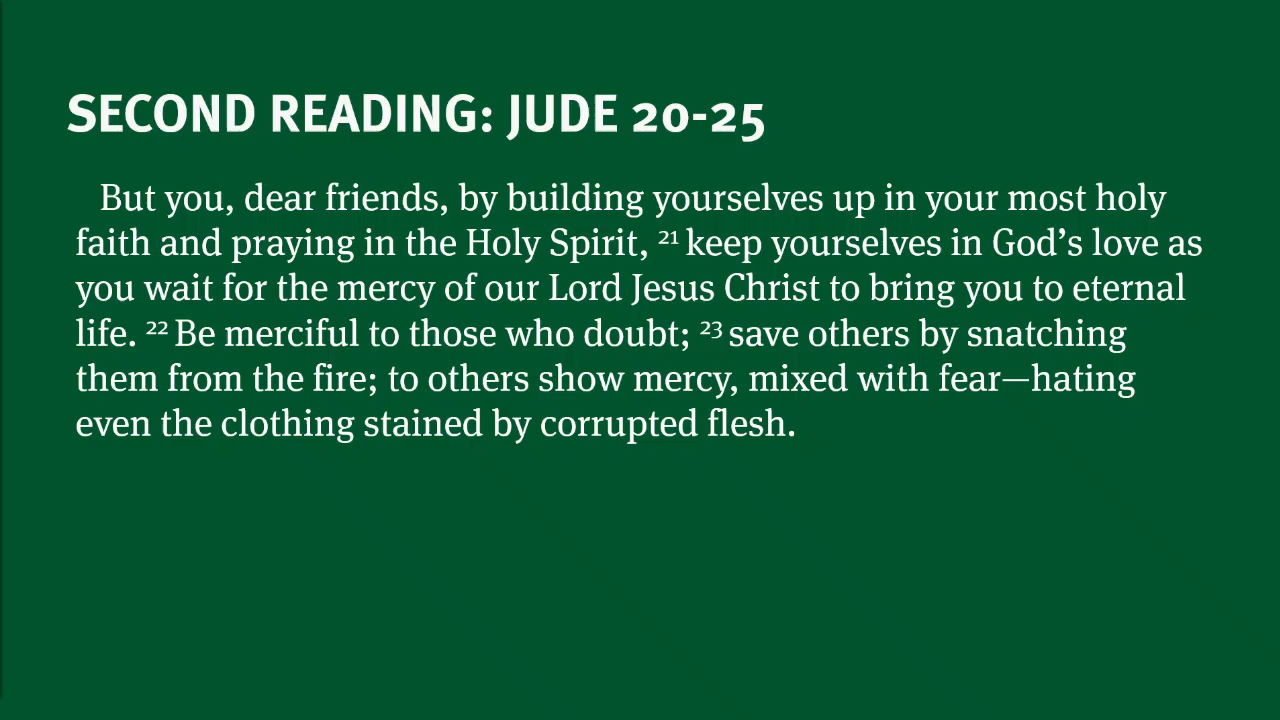 SECOND READING: JUDE 20-25
But you, dear friends, by building yourselves up in your most holy
faith and praying in the Holy Spirit, ²¹ keep yourselves in God’s love as
you wait for the mercy of our Lord Jesus Christ to bring you to eternal
life. ²² Be merciful to those who doubt; ²³ save others by snatching
them from the fire; to others show mercy, mixed with fear—hating
even the clothing stained by corrupted flesh.